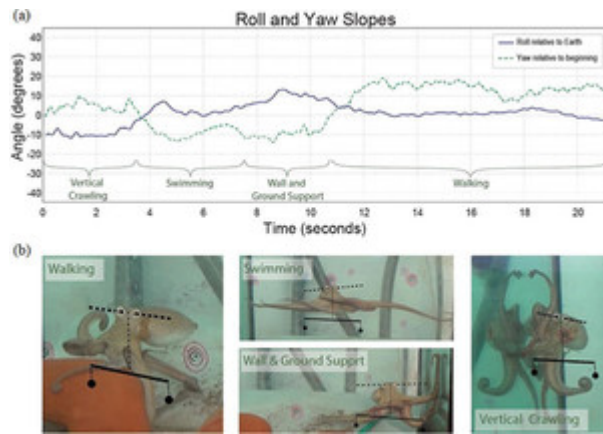 (a)
Roll and Yaw Slopes
Roll relative to Earth
Yaw relative to beginning
Angle (degrees)
40
30
20
10
0
-10
-20
-30
-40
Vertical
Crawling
Swimming
Wall and
Ground Support
Walking
0 2 4 6 8 10 12 14 16 18 20
Time (seconds)
(b)
Walking
Swimming
Wall & Ground Supprt
Vertical Crawling